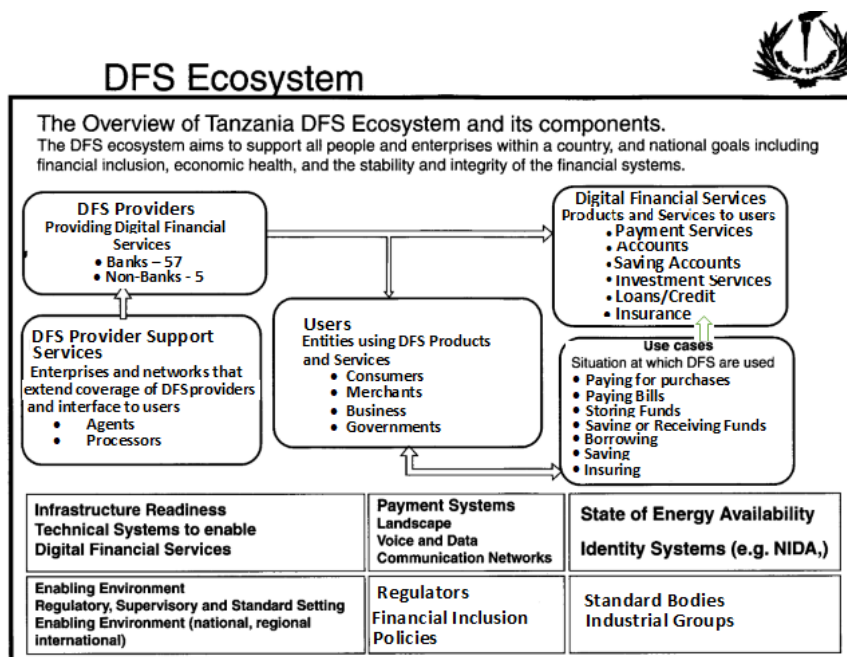 DFS Ecosystem
BANK OF TANZANIA
The Overview of Tanzania DFS Ecosystem and its components.
The DFS ecosystem aims to support all people and enterprises within a country, and national goals including
financial inclusion, economic health, and the stability and integrity of the financial systems.
DFS Providers
Providing Digital Financial
Services
• Banks – 57
• Non-Banks - 5
Digital Financial Services
Products and Services to users
• Payment Services
• Accounts
• Saving Accounts
• Investment Services
• Loans/Credit
• Insurance
DFS Provider Support
Services
Enterprises and networks that
extend coverage of DFS providers
and interface to users
• Agents
• Processors
Users
Entities using DFS Products
and Services
• Consumers
• Merchants
• Business
• Governments
Use cases
Situation at which DFS are used
• Paying for purchases
• Paying Bills
• Storing Funds
• Saving or Receiving Funds
• Borrowing
• Saving
• Insuring
Infrastructure Readiness
Technical Systems to enable
Digital Financial Services
Payment Systems
Landscape
Voice and Data
Communication Networks
State of Energy Availability
Identity Systems (e.g. NIDA,)
Enabling Environment
Regulatory, Supervisory and Standard Setting
Enabling Environment (national, regional
international)
Regulators
Financial Inclusion
Policies
Standard Bodies
Industrial Groups